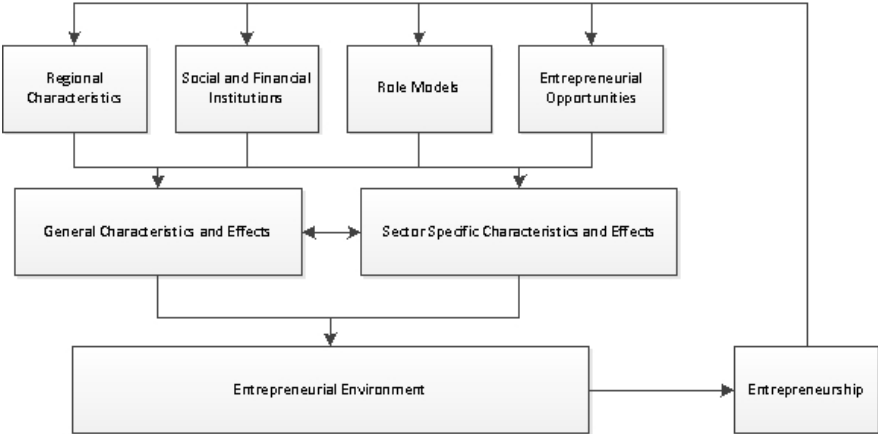 Regional
Characteristics
Social and Financial
Institutions
Role Models
Entrepreneurial
Opportunities
General Characteristics and Effects
Sector Specific Characteristics and Effects
Entrepreneurial Environment
Entrepreneurship